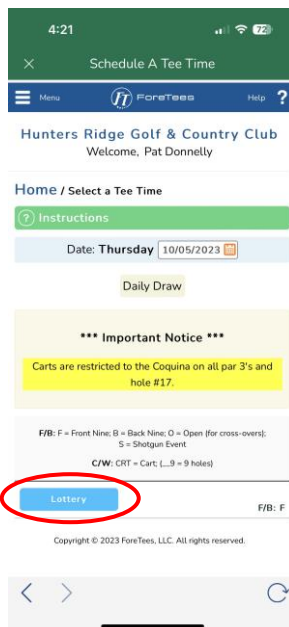 4:21
72
× Schedule A Tee Time
Menu FT ForeTees Help ?
Hunters Ridge Golf & Country Club
Welcome, Pat Donnelly
Home / Select a Tee Time
? Instructions
Date: Thursday 10/05/2023
Daily Draw
*** Important Notice ***
Carts are restricted to the Coquina on all par 3's and
hole #17.
F/B: F = Front Nine; B = Back Nine; O = Open (for cross-overs);
S = Shotgun Event
C/W: CRT = Cart; (__9 = 9 holes)
Lottery
F/B: F
Copyright © 2023 ForeTees, LLC. All rights reserved.